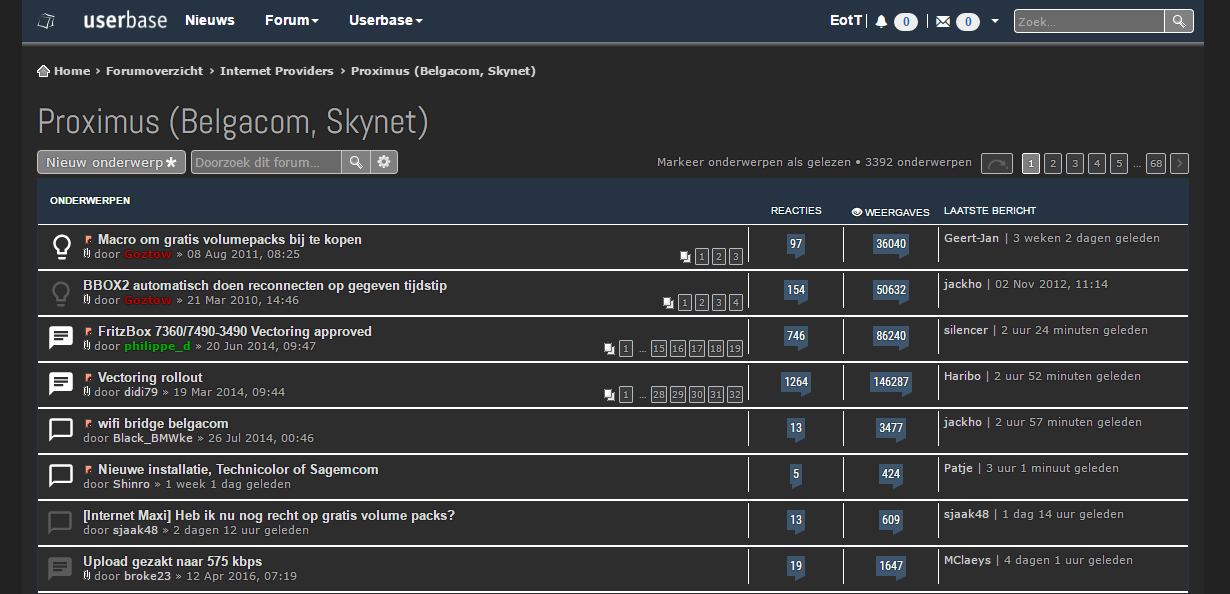 userbase Nieuws Forum Userbase EotT 0 0 Zoek...
Home › Forumoverzicht › Internet Providers › Proximus (Belgacom, Skynet)
Proximus (Belgacom, Skynet)
Nieuw onderwerp* Doorzoek dit forum... Markeer onderwerpen als gelezen • 3392 onderwerpen 1 2 3 4 5 ... 68
ONDERWERPEN REACTIES WEERGAVES LAATSTE BERICHT
Macro om gratis volumepacks bij te kopen 97 36040 Geert-Jan | 3 weken 2 dagen geleden
door Goztow » 08 Aug 2011, 08:25 1 2 3
BBOX2 automatisch doen reconnecten op gegeven tijdstip 154 50632 jackho | 02 Nov 2012, 11:14
door Goztow » 21 Mar 2010, 14:46 1 2 3 4
FritzBox 7360/7490-3490 Vectoring approved 746 86240 silencer | 2 uur 24 minuten geleden
door philippe_d » 20 Jun 2014, 09:47 1 ... 15 16 17 18 19
Vectoring rollout 1264 146287 Haribo | 2 uur 52 minuten geleden
door didi79 » 19 Mar 2014, 09:44 1 ... 28 29 30 31 32
wifi bridge belgacom 13 3477 jackho | 2 uur 57 minuten geleden
door Black_BMWke » 26 Jul 2014, 00:46
Nieuwe installatie, Technicolor of Sagemcom 5 424 Patje | 3 uur 1 minuut geleden
door Shinro » 1 week 1 dag geleden
[Internet Maxi] Heb ik nu nog recht op gratis volume packs? 13 609 sjaak48 | 1 dag 14 uur geleden
door sjaak48 » 2 dagen 12 uur geleden
Upload gezakt naar 575 kbps 19 1647 MClaeys | 4 dagen 1 uur geleden
door broke23 » 12 Apr 2016, 07:19